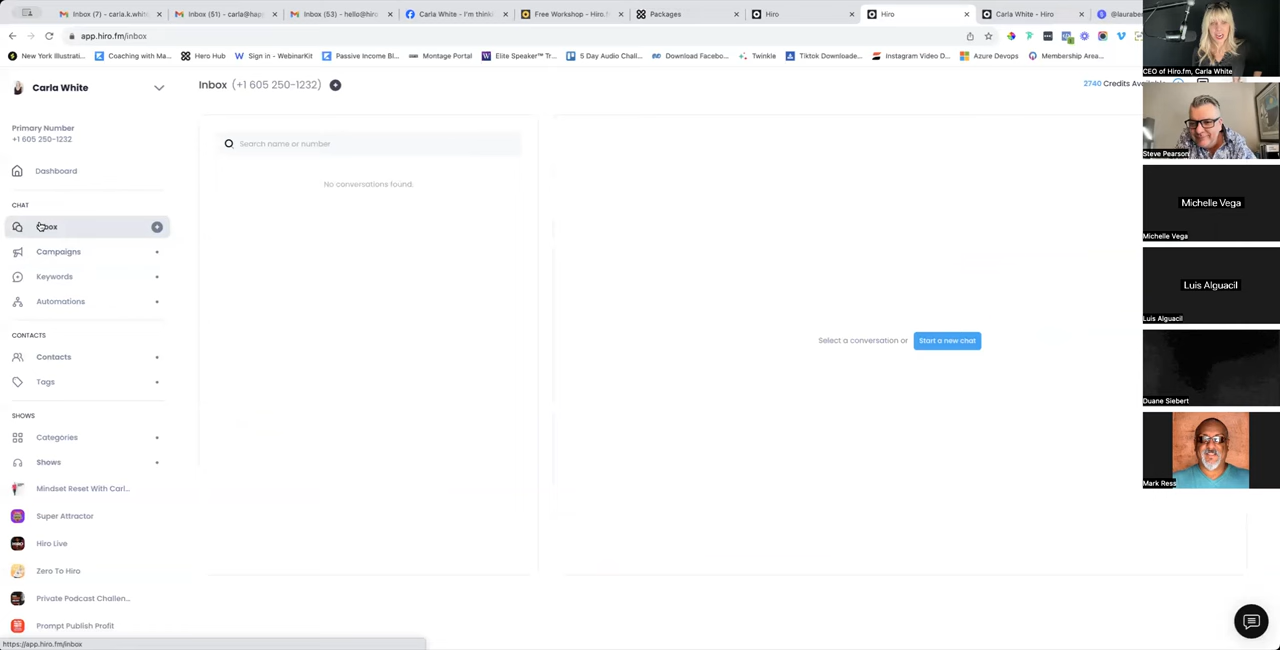 Inbox (7) - carla.k.white
Inbox (51) - carla@hap
Inbox (53) - hello@hiro
Carla White - I'm think
Free Workshop - Hiro.f
Packages
Hiro
Hiro
Carla White - Hiro
@laurabe
app.hiro.fm/inbox
New York Illustrati...
Coaching with Ma...
Hiro Hub
Sign in - WebinarKit
Passive Income Bl...
Montage Portal
Elite Speaker™ Tr...
5 Day Audio Chall...
Download Facebo...
Twinkle
Tiktok Downloade...
Instagram Video D...
Azure Devops
Membership Area...
Carla White
Primary Number
+1 605 250-1232
Dashboard
CHAT
Inbox
Campaigns
Keywords
Automations
CONTACTS
Contacts
Tags
SHOWS
Categories
Shows
Mindset Reset With Carl...
Super Attractor
Hiro Live
Zero To Hiro
Private Podcast Challen...
Prompt Publish Profit
https://app.hiro.fm/inbox
Inbox (+1 605 250-1232)
2740 Credits Av
Search name or number
No conversations found.
Select a conversation or
Start a new chat
CEO of Hiro.fm, Carla White
Steve Pearson
Michelle Vega
Michelle Vega
Luis Alguacil
Luis Alguacil
Duane Siebert
Mark Ress